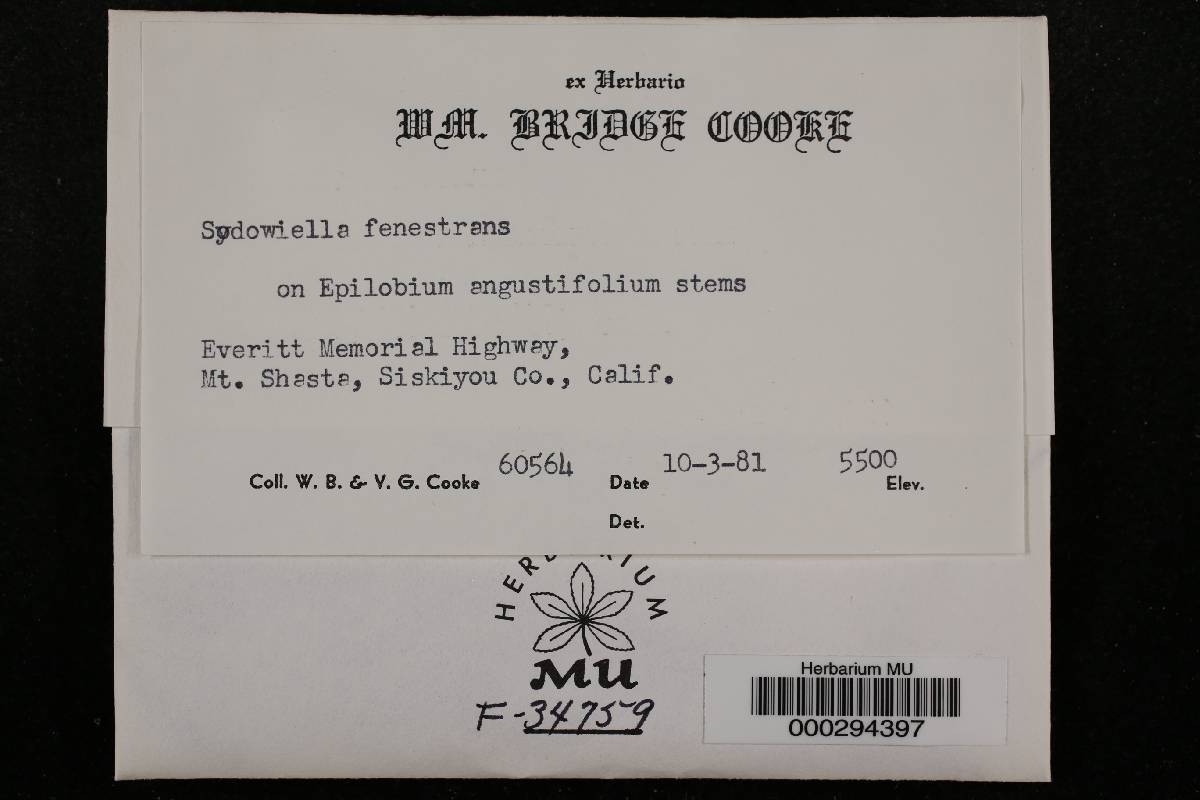 ex Herbario
WM. BRIDGE COOKE
Sydowiella fenestrans
on Epilobium angustifolium stems
Everitt Memorial Highway,
Mt. Shasta, Siskiyou Co., Calif.
Coll. W. B. & V. G. Cooke 60564 Date 10-3-81 5500 Elev.
Det.
HERBARIUM
MU
F-34759
Herbarium MU
000294397